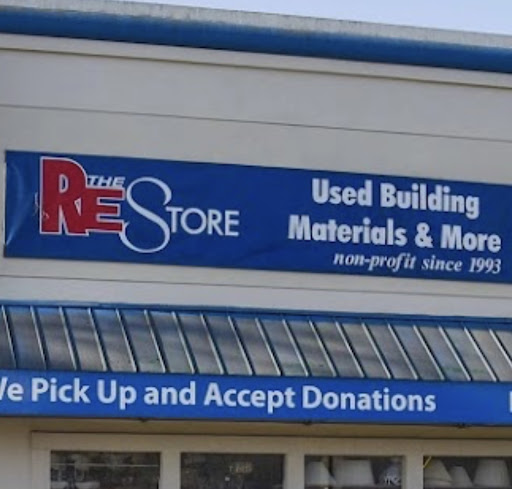 THE
RE STORE
Used Building
Materials & More
non-profit since 1993
We Pick Up and Accept Donations